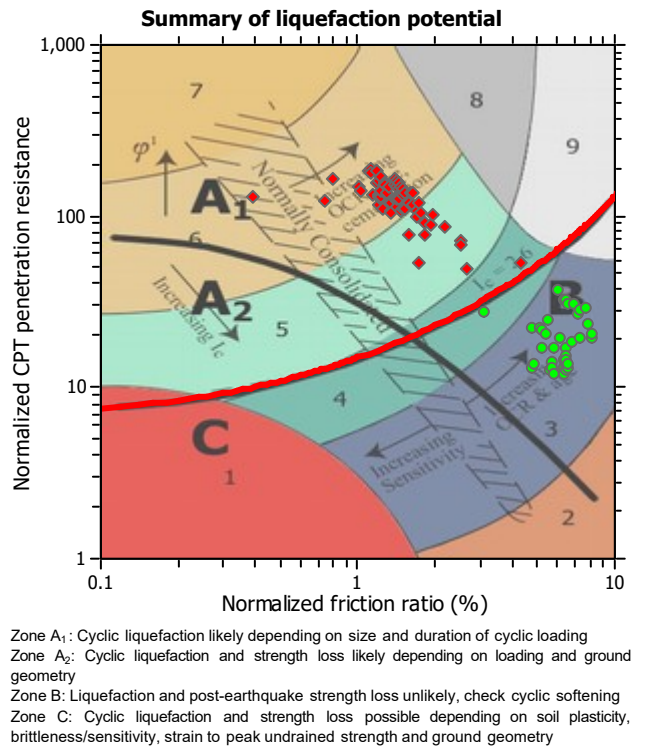 Summary of liquefaction potential
Normalized CPT penetration resistance
1,000
100
10
1
7
8
9
φ'
A1
6
A2
5
4
B
3
C
1
2
Normally Consolidated
Increasing
OCR,
cementation
Increasing Ic
Ic = 2.6
Increasing
OCR & age
Increasing
Sensitivity
0.1
1
10
Normalized friction ratio (%)
Zone A1: Cyclic liquefaction likely depending on size and duration of cyclic loading
Zone A2: Cyclic liquefaction and strength loss likely depending on loading and ground
geometry
Zone B: Liquefaction and post-earthquake strength loss unlikely, check cyclic softening
Zone C: Cyclic liquefaction and strength loss possible depending on soil plasticity,
brittleness/sensitivity, strain to peak undrained strength and ground geometry